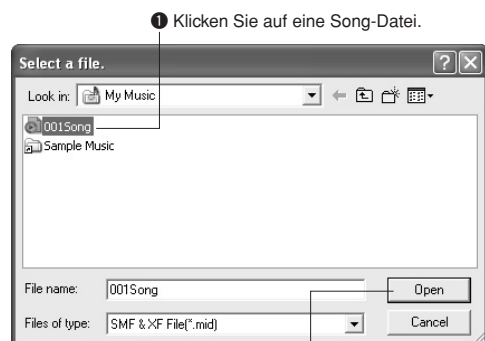 ❶ Klicken Sie auf eine Song-Datei.
Select a file.
Look in: My Music
001Song
Sample Music
File name: 001Song Open
Files of type: SMF & XF File(*.mid) Cancel